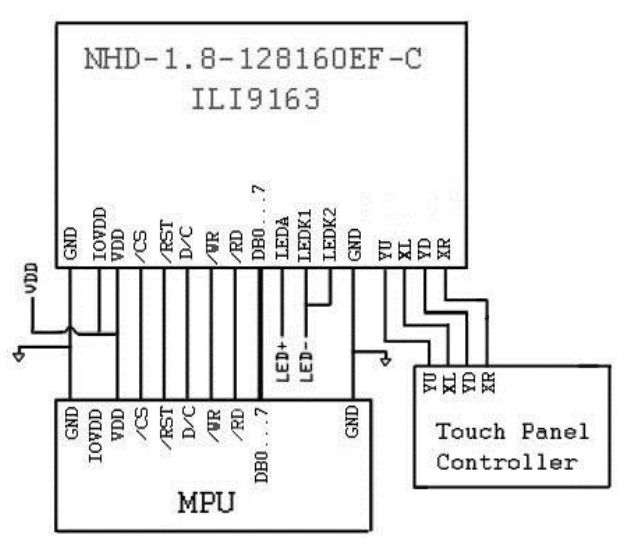 NHD-1.8-128160EF-C
ILI9163
GND
IOVDD
VDD
/CS
/RST
D/C
/WR
/RD
DB0...7
LEDA
LEDK1
LEDK2
GND
YU
XL
YD
XR
VDD
LED+
LED-
GND
IOVDD
VDD
/CS
/RST
D/C
/WR
/RD
DB0...7
GND
MPU
YU
XL
YD
XR
Touch Panel
Controller